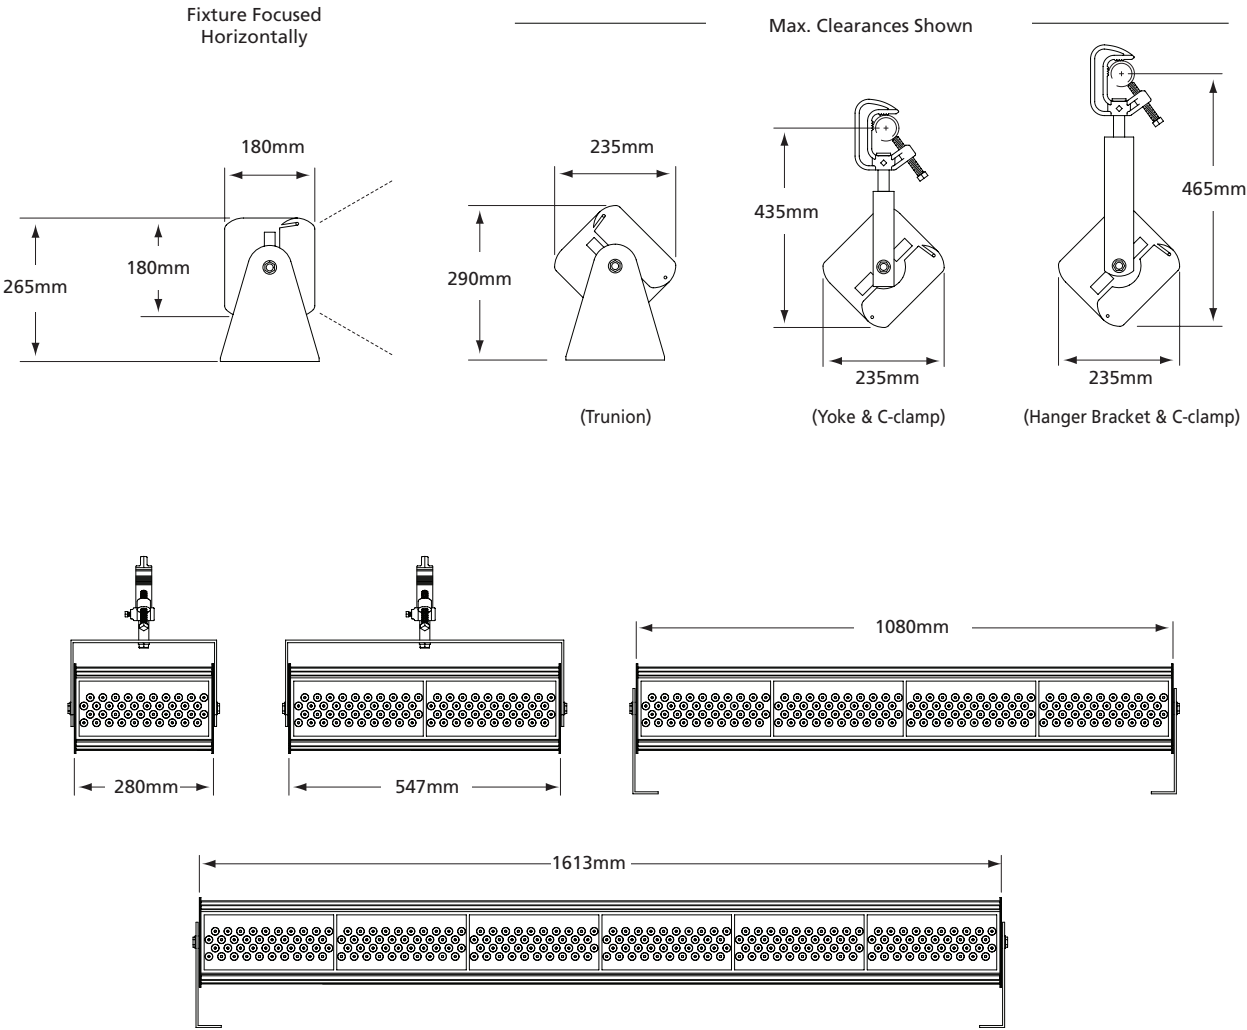 Fixture Focused
Horizontally
Max. Clearances Shown
180mm
235mm
465mm
435mm
180mm
290mm
265mm
235mm
235mm
(Trunion)
(Yoke & C-clamp)
(Hanger Bracket & C-clamp)
1080mm
280mm
547mm
1613mm